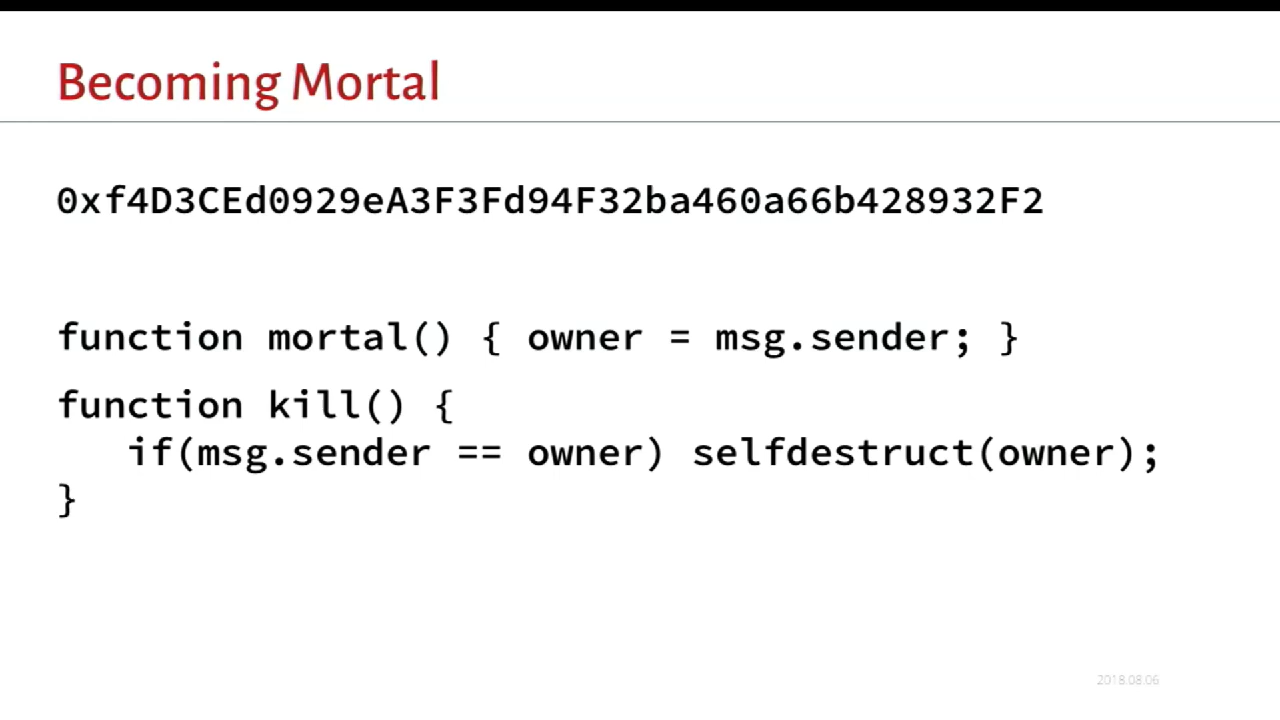 Becoming Mortal
0xf4D3CEd0929eA3F3Fd94F32ba460a66b428932F2
function mortal() { owner = msg.sender; }
function kill() {
   if(msg.sender == owner) selfdestruct(owner);
}
2018.08.06